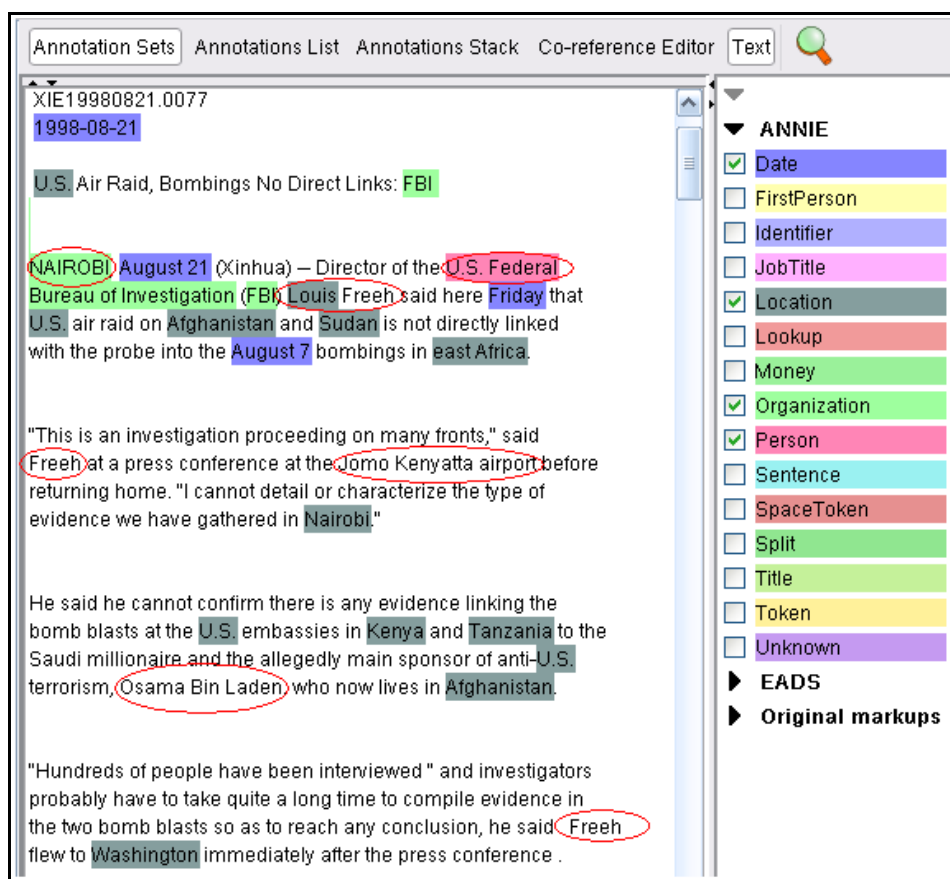 Annotation Sets Annotations List Annotations Stack Co-reference Editor Text
XIE19980821.0077
1998-08-21
U.S. Air Raid, Bombings No Direct Links: FBI
NAIROBI August 21 (Xinhua) — Director of the U.S. Federal
Bureau of Investigation (FBI) Louis Freeh said here Friday that
U.S. air raid on Afghanistan and Sudan is not directly linked
with the probe into the August 7 bombings in east Africa.
"This is an investigation proceeding on many fronts," said
Freeh at a press conference at the Jomo Kenyatta airport before
returning home. "I cannot detail or characterize the type of
evidence we have gathered in Nairobi."
He said he cannot confirm there is any evidence linking the
bomb blasts at the U.S. embassies in Kenya and Tanzania to the
Saudi millionaire and the allegedly main sponsor of anti-U.S.
terrorism, Osama Bin Laden, who now lives in Afghanistan.
"Hundreds of people have been interviewed " and investigators
probably have to take quite a long time to compile evidence in
the two bomb blasts so as to reach any conclusion, he said Freeh
flew to Washington immediately after the press conference .
ANNIE
Date
FirstPerson
Identifier
JobTitle
Location
Lookup
Money
Organization
Person
Sentence
SpaceToken
Split
Title
Token
Unknown
EADS
Original markups